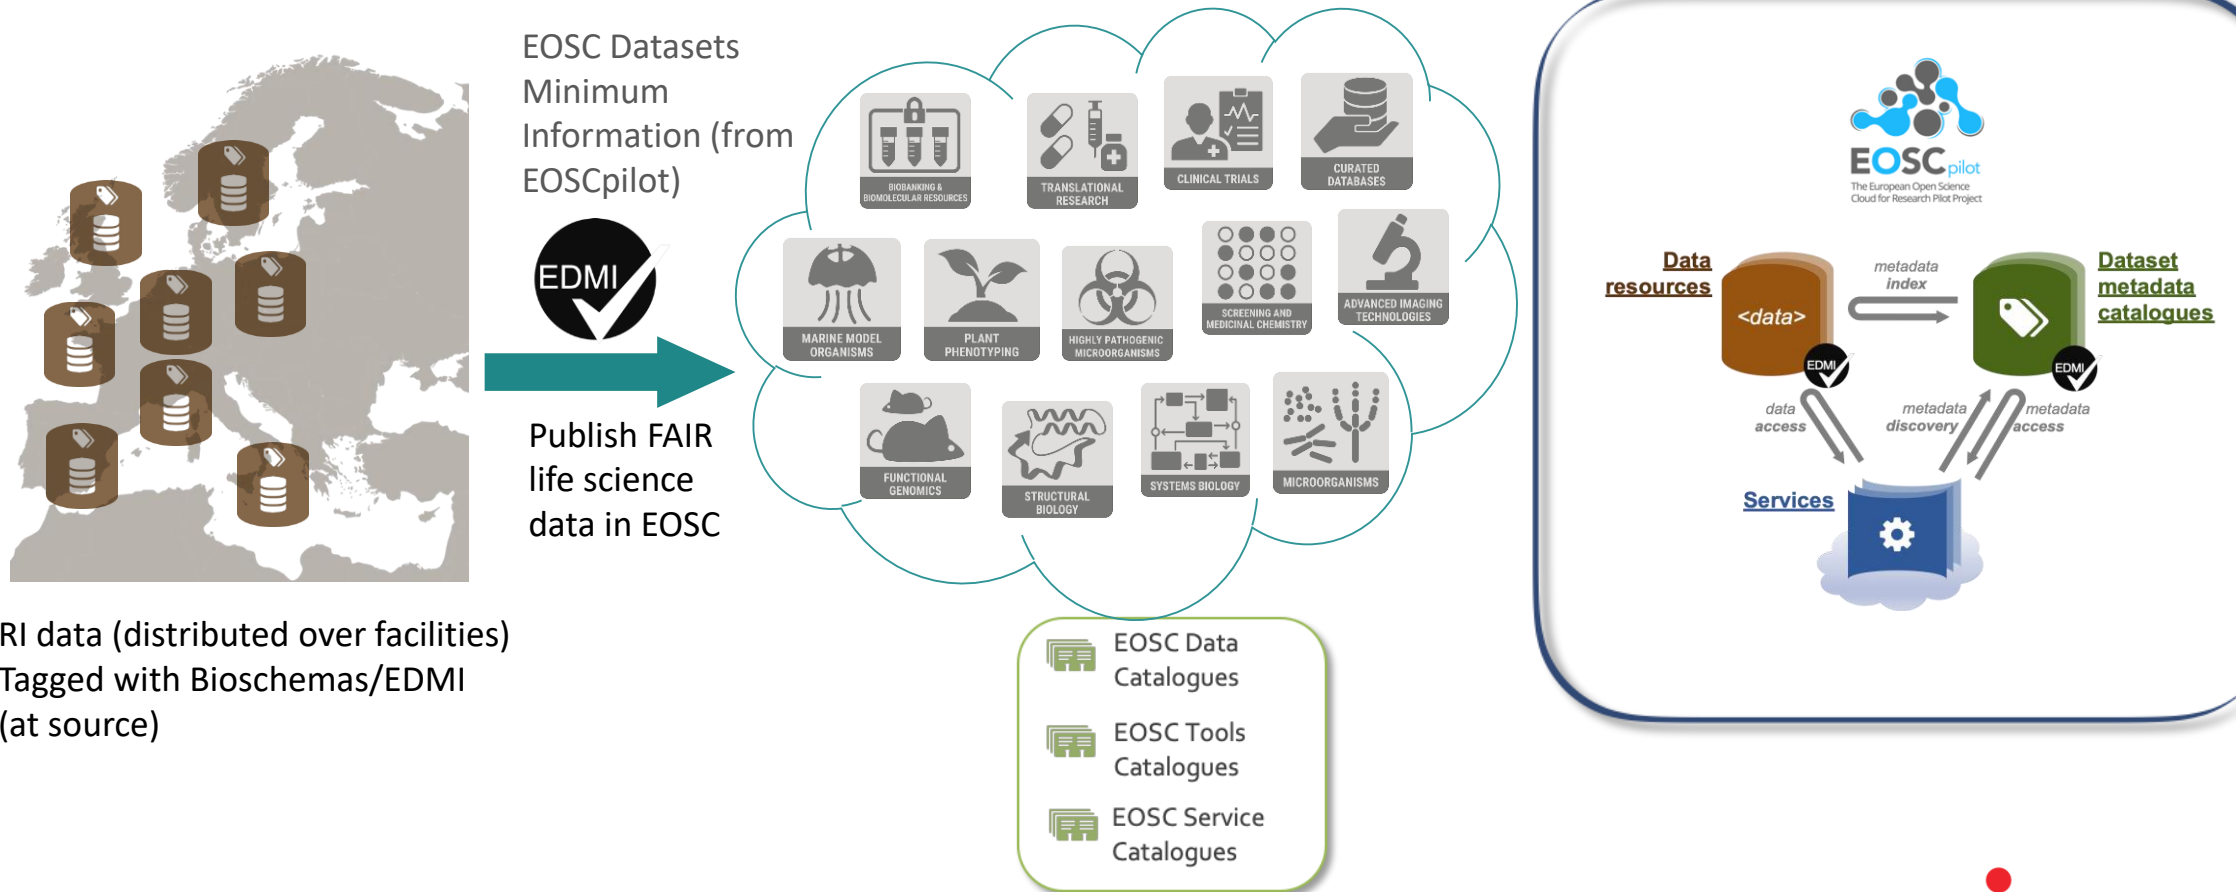 EOSC Datasets
Minimum
Information (from
EOSCpilot)
EDMI
Publish FAIR
life science
data in EOSC
RI data (distributed over facilities)
Tagged with Bioschemas/EDMI
(at source)
BIOBANKING &
BIOMOLECULAR RESOURCES
TRANSLATIONAL
RESEARCH
CLINICAL TRIALS
CURATED
DATABASES
MARINE MODEL
ORGANISMS
PLANT
PHENOTYPING
HIGHLY PATHOGENIC
MICROORGANISMS
SCREENING AND
MEDICINAL CHEMISTRY
ADVANCED IMAGING
TECHNOLOGIES
FUNCTIONAL
GENOMICS
STRUCTURAL
BIOLOGY
SYSTEMS BIOLOGY
MICROORGANISMS
EOSC Data
Catalogues
EOSC Tools
Catalogues
EOSC Service
Catalogues
EOSCpilot
The European Open Science
Cloud for Research Pilot Project
Data
resources
<data>
EDMI
metadata
index
Dataset
metadata
catalogues
EDMI
data
access
metadata
discovery
metadata
access
Services